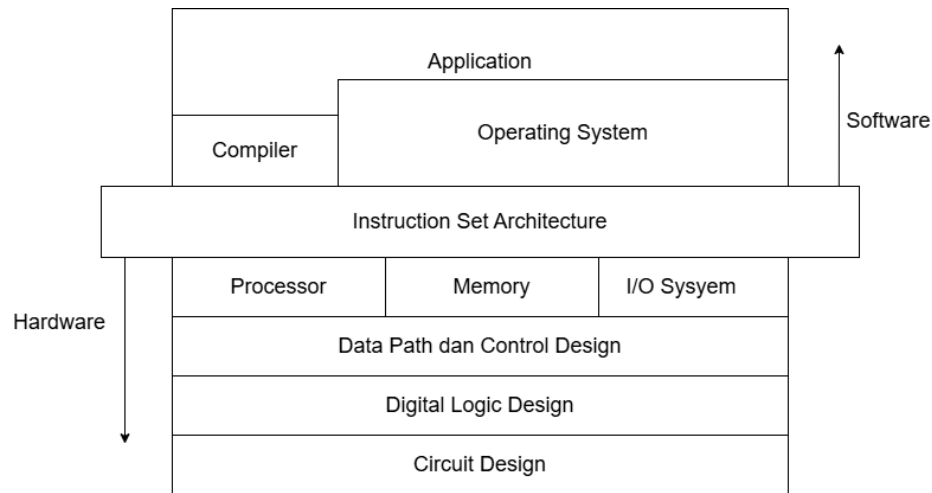 Application
Software
Operating System
Compiler
Instruction Set Architecture
Processor
Memory
I/O Sysyem
Hardware
Data Path dan Control Design
Digital Logic Design
Circuit Design